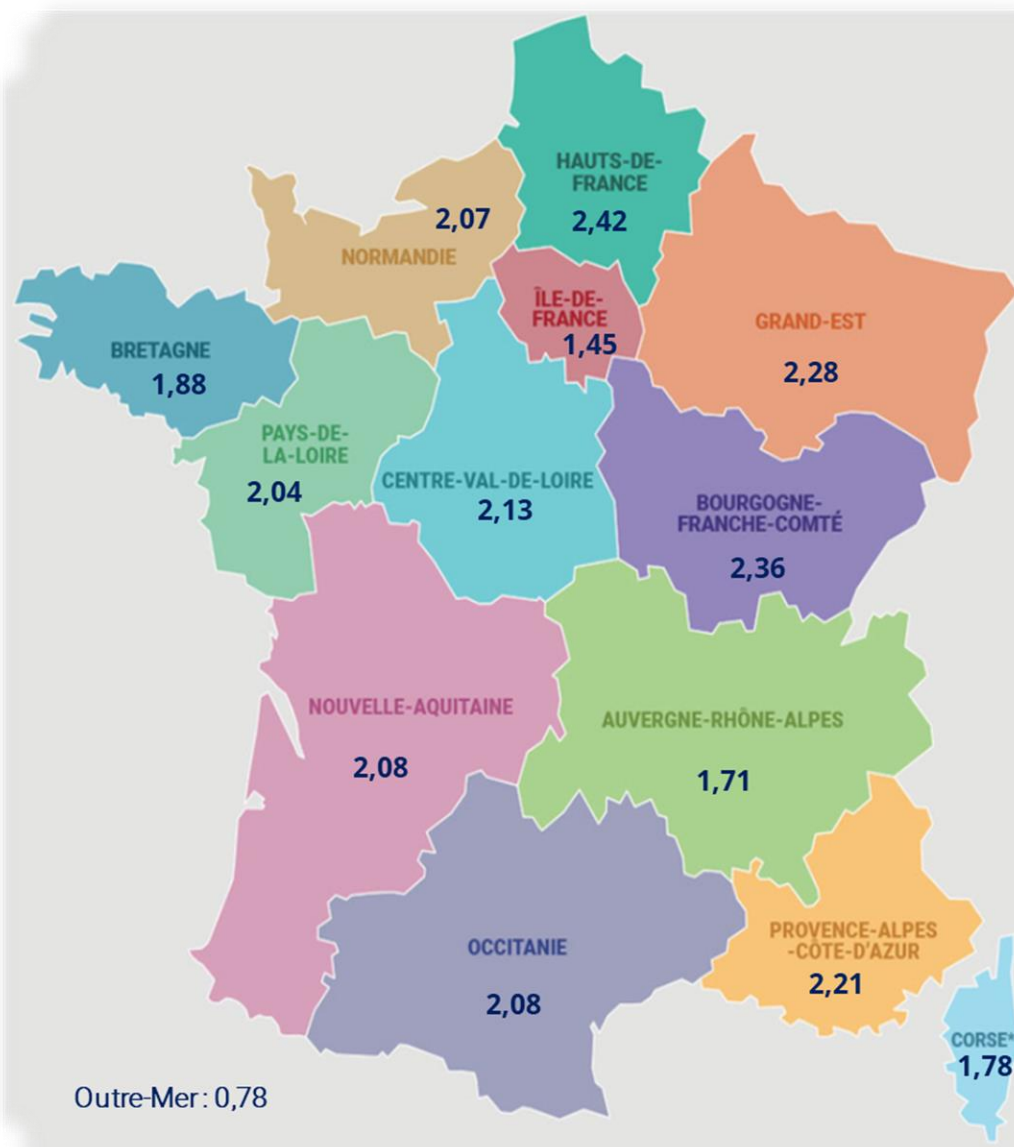 HAUTS-DE-
FRANCE
2,42
2,07
NORMANDIE
ÎLE-DE-
FRANCE
1,45
GRAND-EST
2,28
BRETAGNE
1,88
PAYS-DE-
LA-LOIRE
2,04
CENTRE-VAL-DE-LOIRE
2,13
BOURGOGNE-
FRANCHE-COMTÉ
2,36
NOUVELLE-AQUITAINE
2,08
AUVERGNE-RHÔNE-ALPES
1,71
OCCITANIE
2,08
PROVENCE-ALPES
-CÔTE-D'AZUR
2,21
CORSE*
1,78
Outre-Mer : 0,78